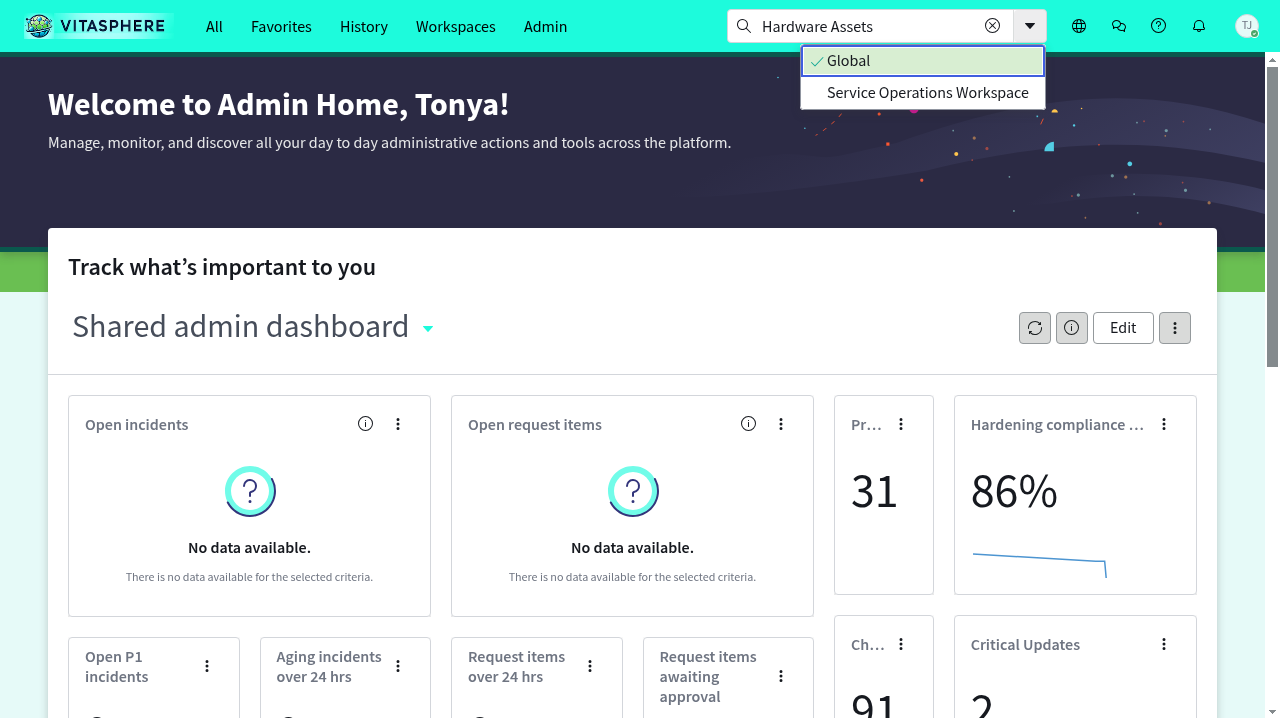 VITASPHERE
All
Favorites
History
Workspaces
Admin
Hardware Assets
TJ
Global
Service Operations Workspace
Welcome to Admin Home, Tonya!
Manage, monitor, and discover all your day to day administrative actions and tools across the platform.
Track what's important to you
Shared admin dashboard
Edit
Open incidents
Open request items
Pr...
Hardening compliance ...
31
86%
No data available.
There is no data available for the selected criteria.
No data available.
There is no data available for the selected criteria.
Open P1
incidents
Aging incidents
over 24 hrs
Request items
over 24 hrs
Request items
awaiting
approval
Ch...
Critical Updates
91
2